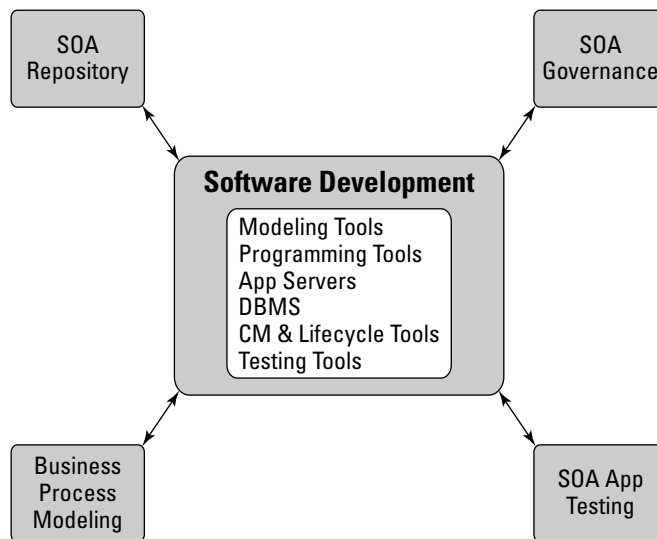 SOA
Repository
SOA
Governance
Software Development
Modeling Tools
Programming Tools
App Servers
DBMS
CM & Lifecycle Tools
Testing Tools
Business
Process
Modeling
SOA App
Testing